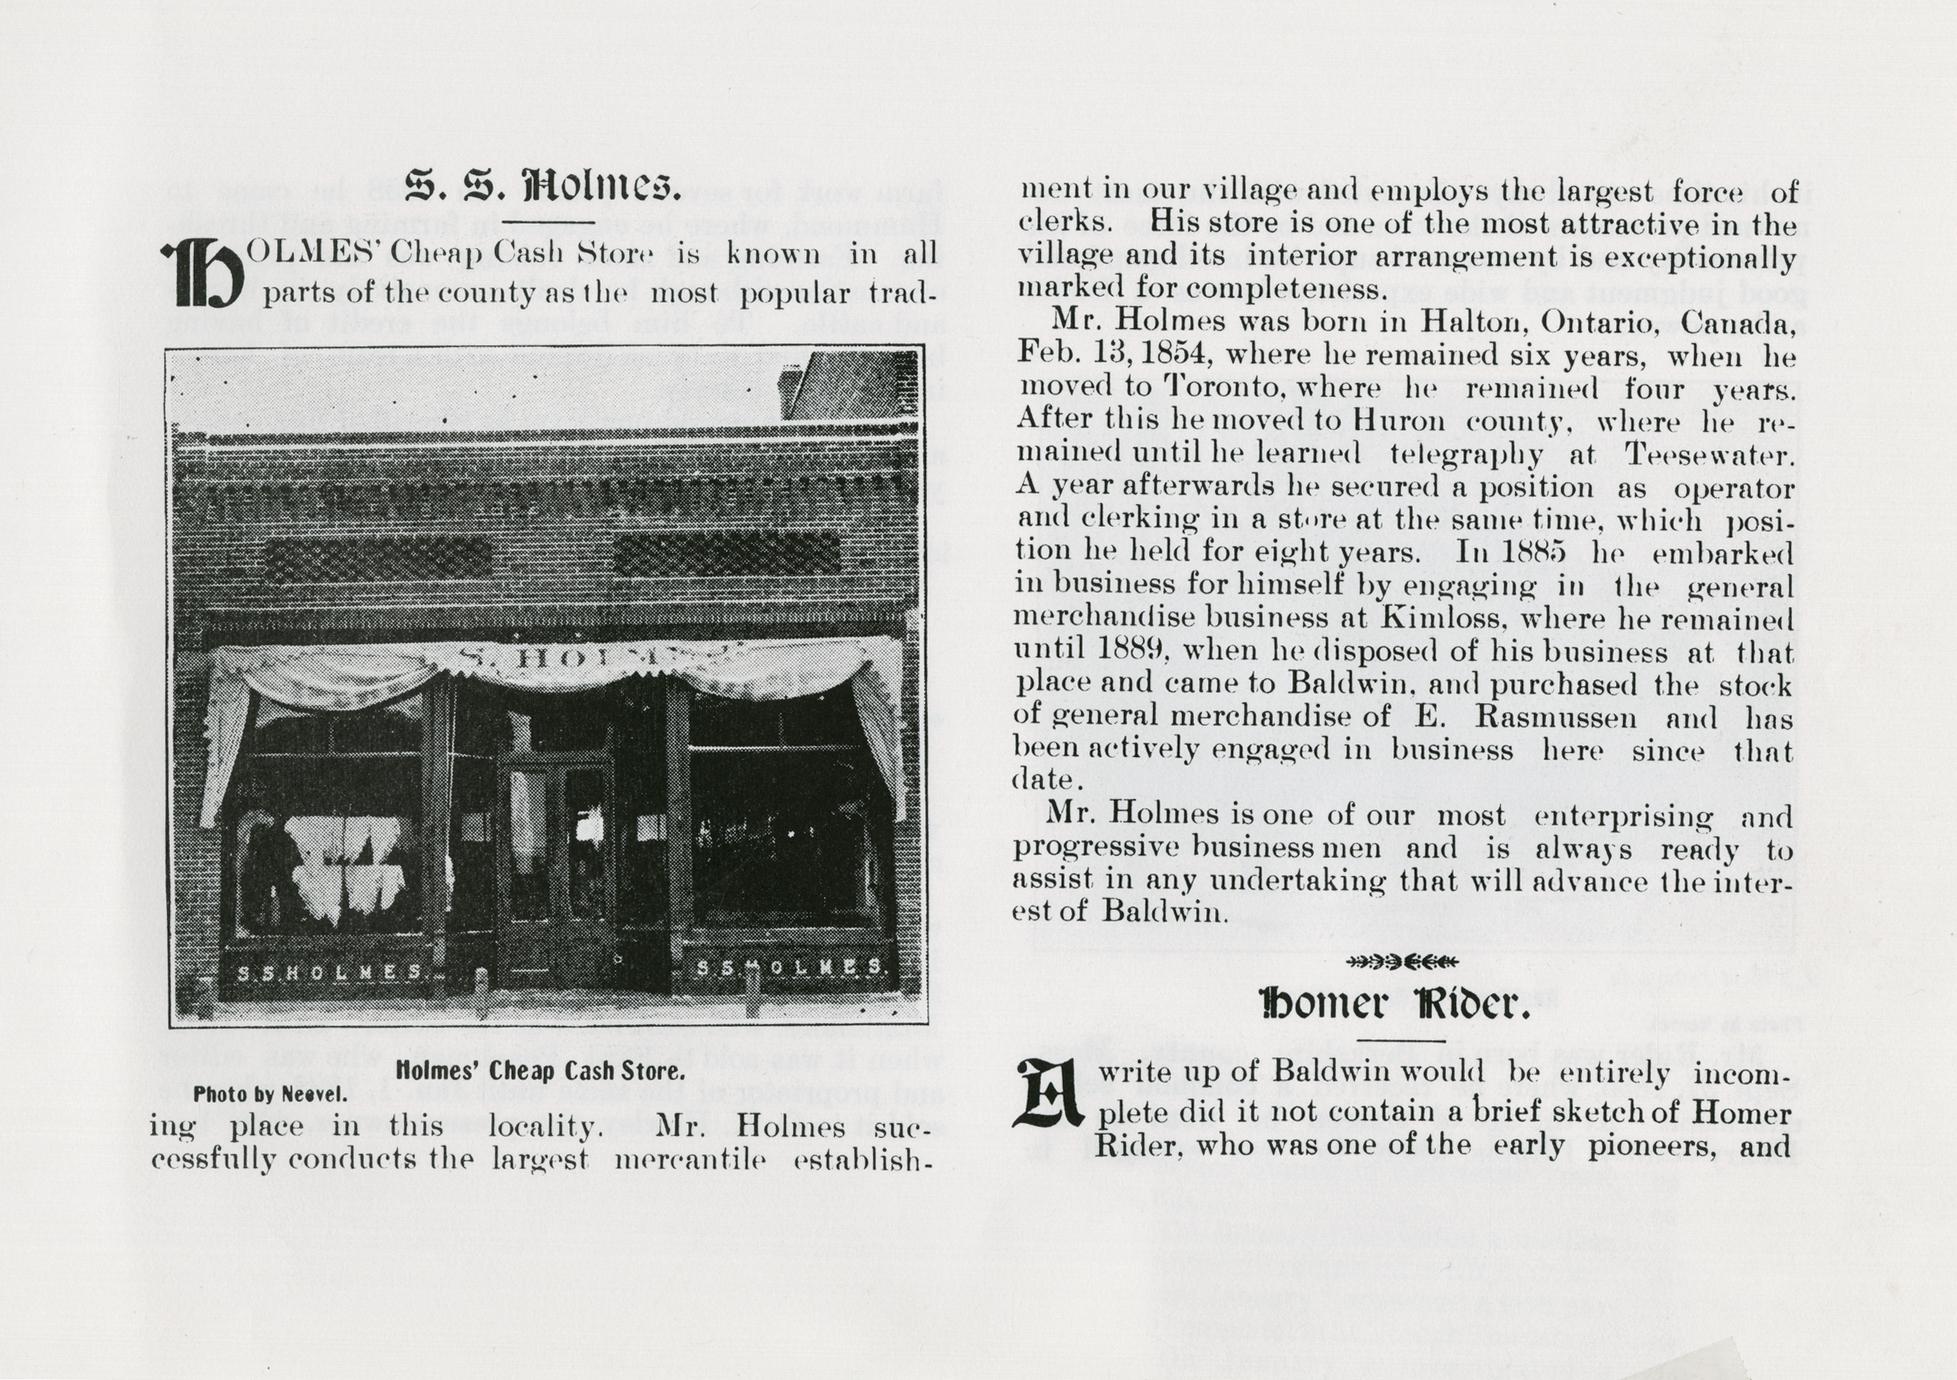 S. S. Holmes.
HOLMES' Cheap Cash Store is known in all
parts of the county as the most popular trad-
S. HOLMES
S.S. HOLMES.
S.S. HOLMES.
Holmes' Cheap Cash Store.
Photo by Neevel.
ing place in this locality. Mr. Holmes suc-
cessfully conducts the largest mercantile establish-
ment in our village and employs the largest force of
clerks. His store is one of the most attractive in the
village and its interior arrangement is exceptionally
marked for completeness.
Mr. Holmes was born in Halton, Ontario, Canada,
Feb. 13, 1854, where he remained six years, when he
moved to Toronto, where he remained four years.
After this he moved to Huron county, where he re-
mained until he learned telegraphy at Teesewater.
A year afterwards he secured a position as operator
and clerking in a store at the same time, which posi-
tion he held for eight years. In 1885 he embarked
in business for himself by engaging in the general
merchandise business at Kimloss, where he remained
until 1889, when he disposed of his business at that
place and came to Baldwin, and purchased the stock
of general merchandise of E. Rasmussen and has
been actively engaged in business here since that
date.
Mr. Holmes is one of our most enterprising and
progressive business men and is always ready to
assist in any undertaking that will advance the inter-
est of Baldwin.
Homer Rider.
A write up of Baldwin would be entirely incom-
plete did it not contain a brief sketch of Homer
Rider, who was one of the early pioneers, and